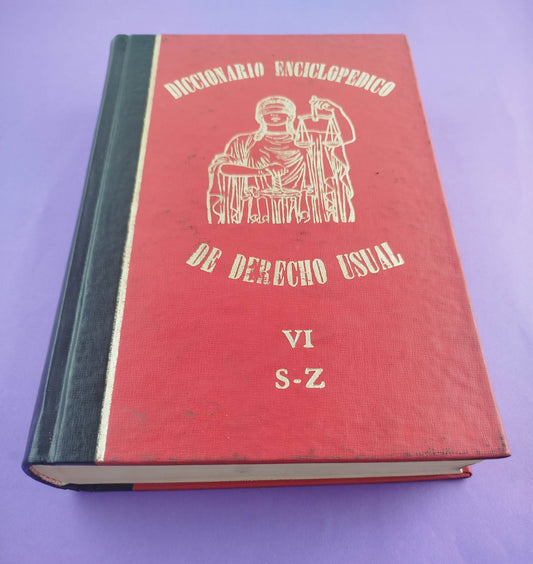 DICCIONARIO ENCICLOPEDICO
DE DERECHO USUAL
VI
S-Z